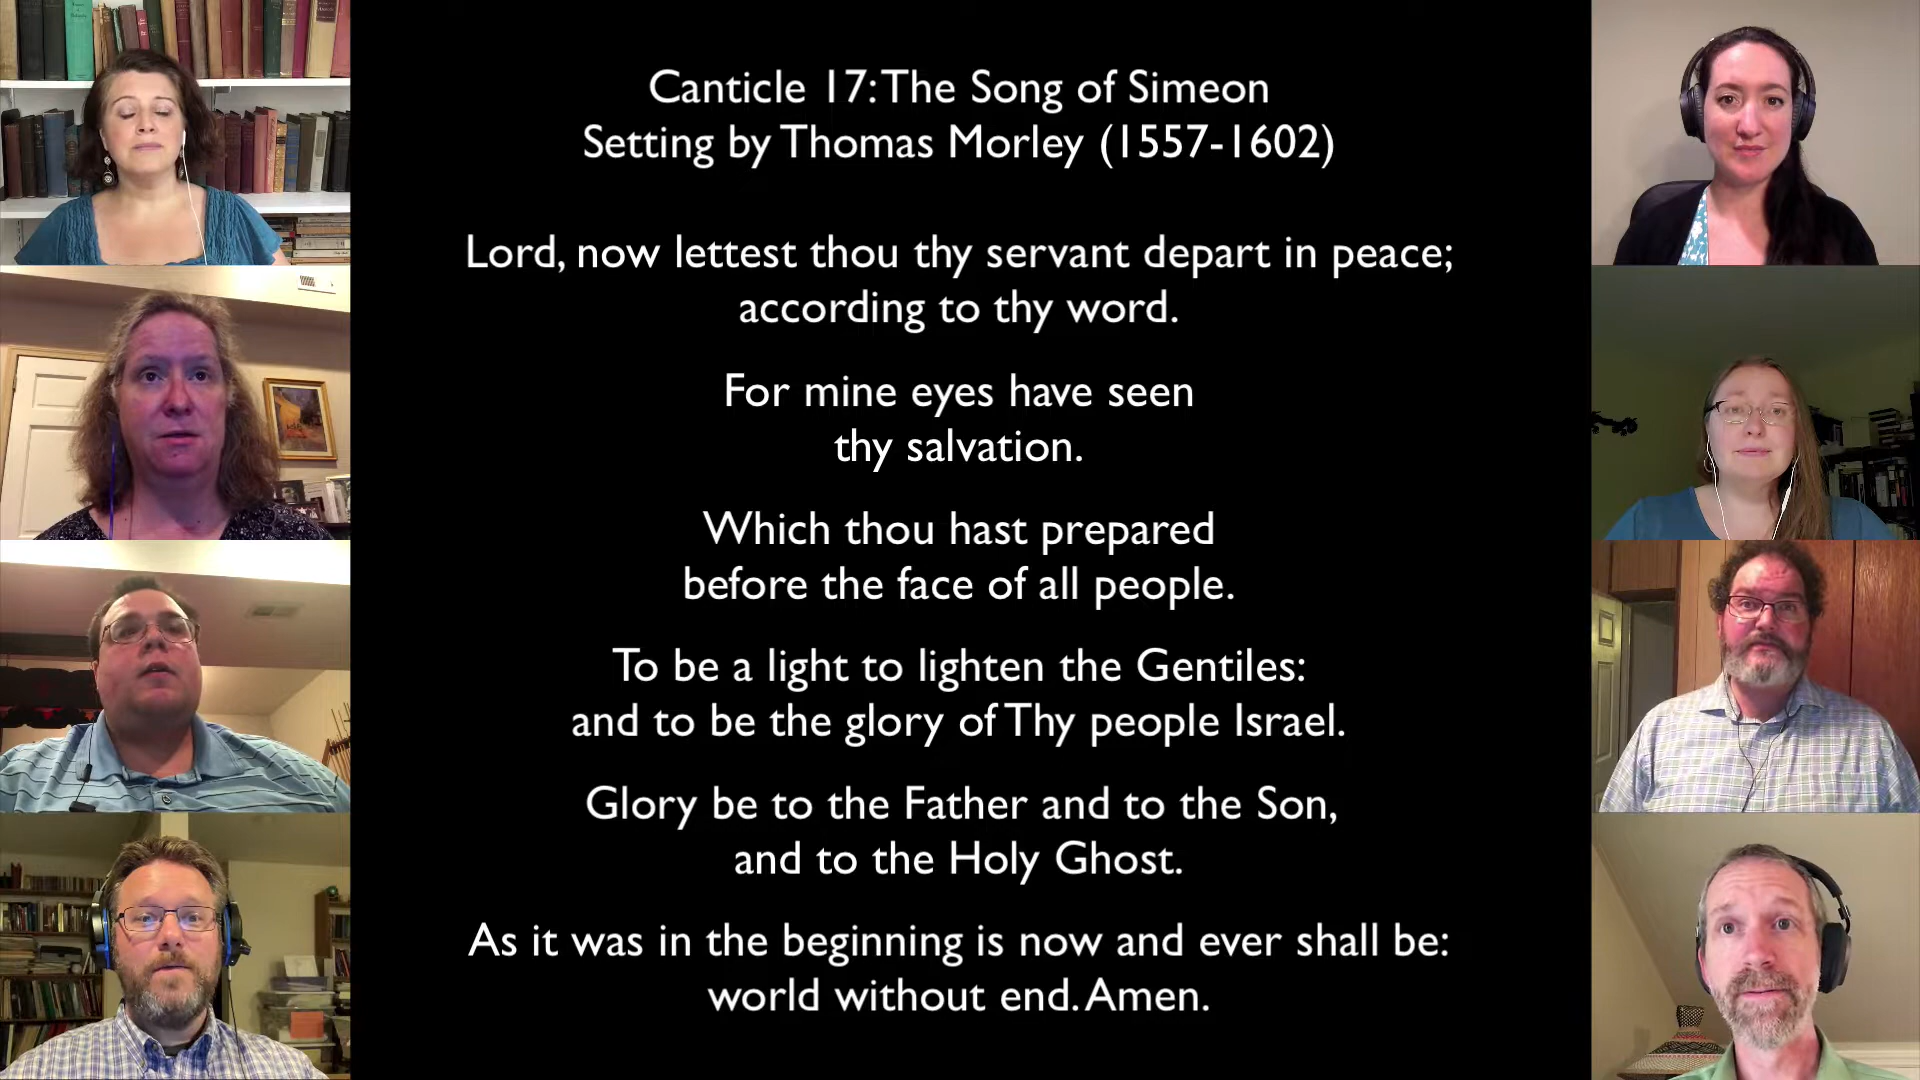 Canticle 17: The Song of Simeon
Setting by Thomas Morley (1557-1602)
Lord, now lettest thou thy servant depart in peace;
according to thy word.
For mine eyes have seen
thy salvation.
Which thou hast prepared
before the face of all people.
To be a light to lighten the Gentiles:
and to be the glory of Thy people Israel.
Glory be to the Father and to the Son,
and to the Holy Ghost.
As it was in the beginning is now and ever shall be:
world without end. Amen.